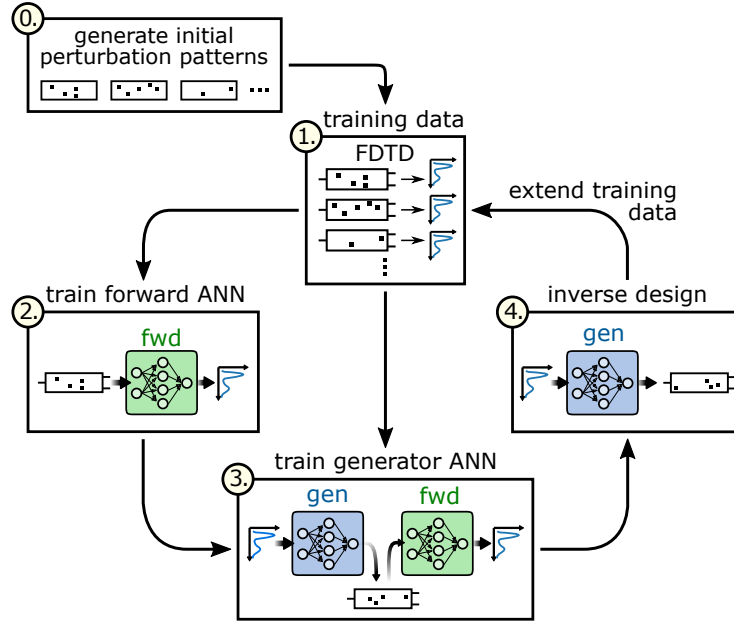 0.
generate initial
perturbation patterns
training data
1.
FDTD
extend training
data
train forward ANN
2.
fwd
inverse design
4.
gen
train generator ANN
3.
gen
fwd